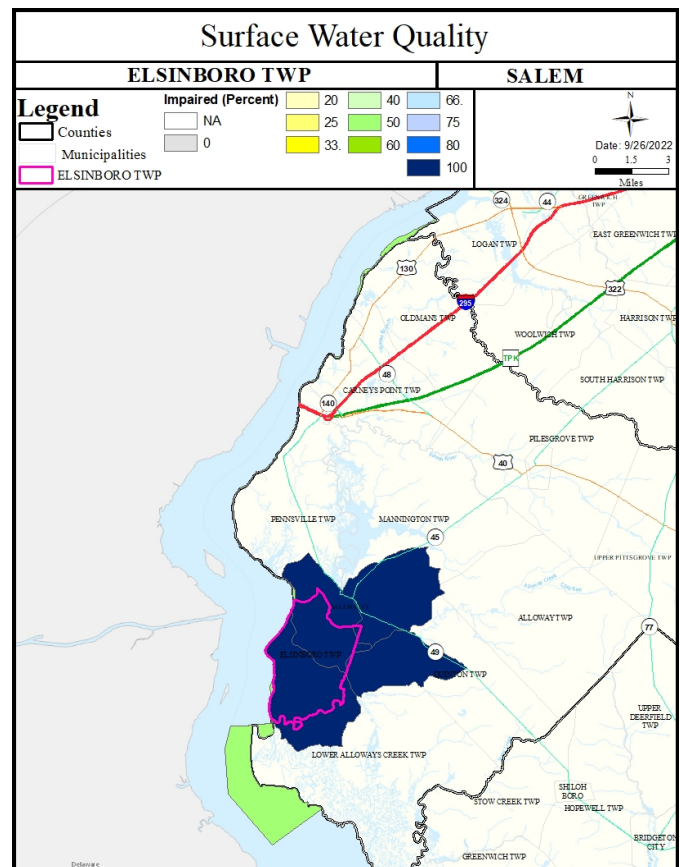 Surface Water Quality
ELSINBORO TWP
SALEM
Legend
Counties
Municipalities
ELSINBORO TWP
Impaired (Percent)
NA
0
20
25
33.
40
50
60
66.
75
80
100
N
Date: 9/26/2022
0 1.5 3
Miles
324
44
GREENWICH
TWP
LOGAN TWP
EAST GREENWICH TWP
130
322
295
OLDMANS TWP
HARRISON TWP
WOOLWICH TWP
TPK
48
CARNEYS POINT TWP
SOUTH HARRISON TWP
140
PILESGROVE TWP
40
PENNSVILLE TWP
MANNINGTON TWP
45
UPPER PITTSGROVE TWP
ALLOWAY TWP
77
ELSINBORO TWP
49
QUINTON TWP
UPPER
DEERFIELD TWP
LOWER ALLOWAYS CREEK TWP
SHILOH
BORO
STOW CREEK TWP
HOPEWELL TWP
BRIDGETON
CITY
GREENWICH TWP
Delaware